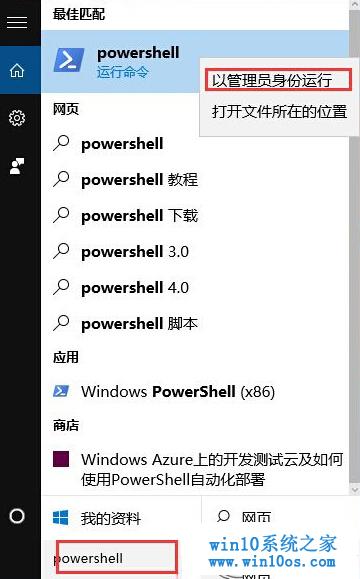 最佳匹配
powershell
运行命令
以管理员身份运行
打开文件所在的位置
网页
powershell
powershell 教程
powershell 下载
powershell 3.0
powershell 4.0
powershell 脚本
应用
Windows PowerShell (x86)
商店
Windows Azure上的开发测试云及如何
使用PowerShell自动化部署
我的资料
网页
powershell
win10系统之家
www.win10os.com